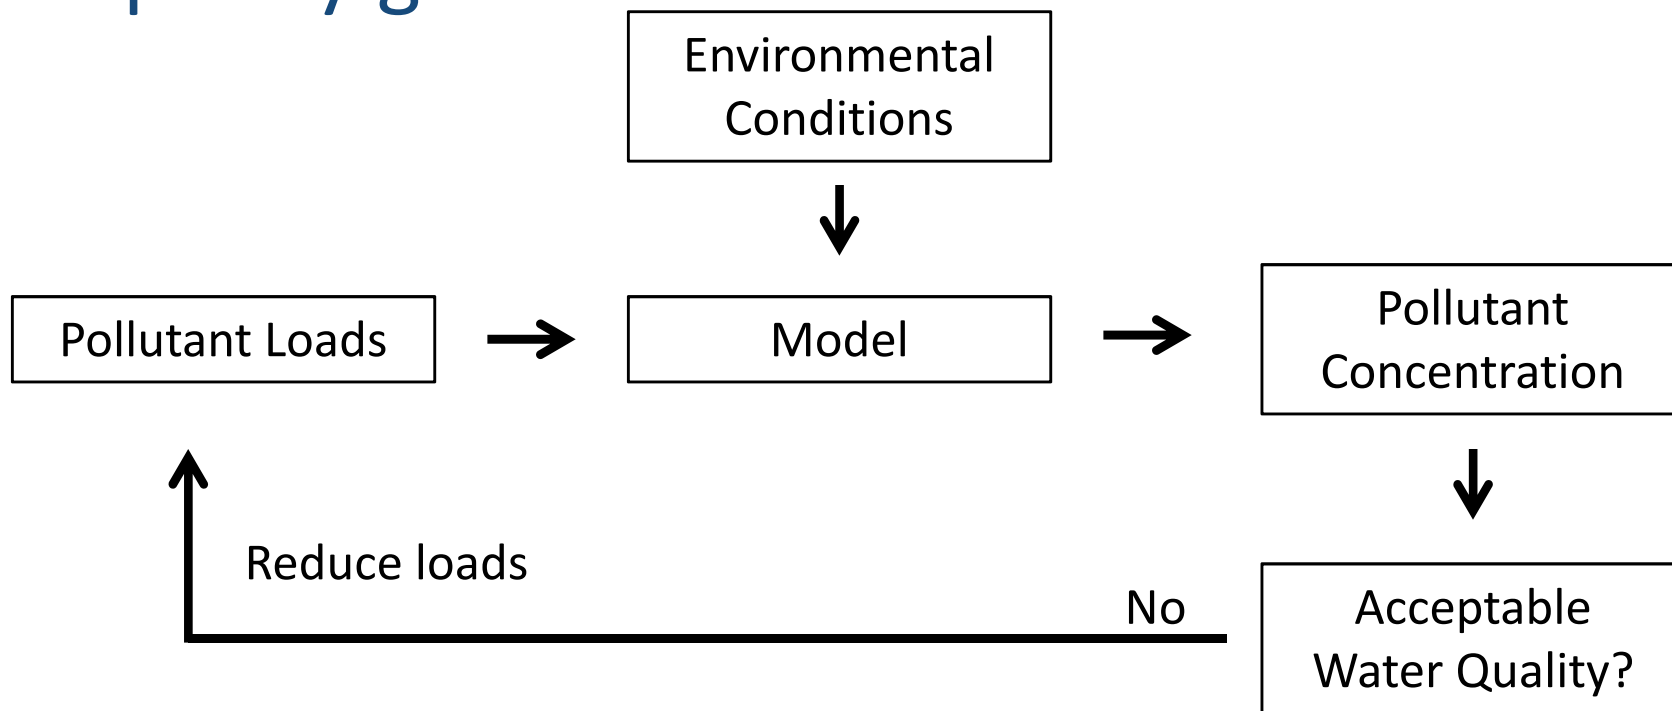 Environmental
Conditions
Pollutant Loads
Model
Pollutant
Concentration
Reduce loads
No
Acceptable
Water Quality?